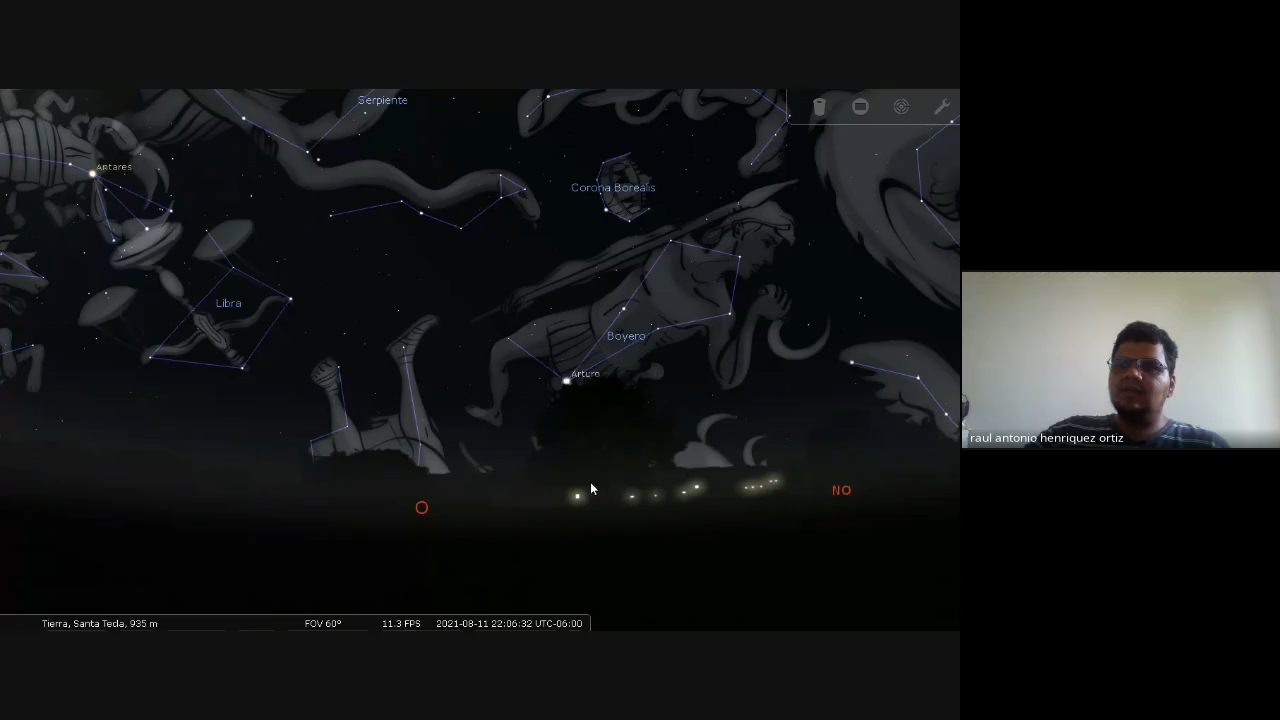 Serpiente
Antares
Corona Borealis
Libra
Boyero
Arturo
raul antonio henriquez ortiz
NO
O
Tierra, Santa Tecla, 935 m FOV 60° 11.3 FPS 2021-08-11 22:06:32 UTC-06:00